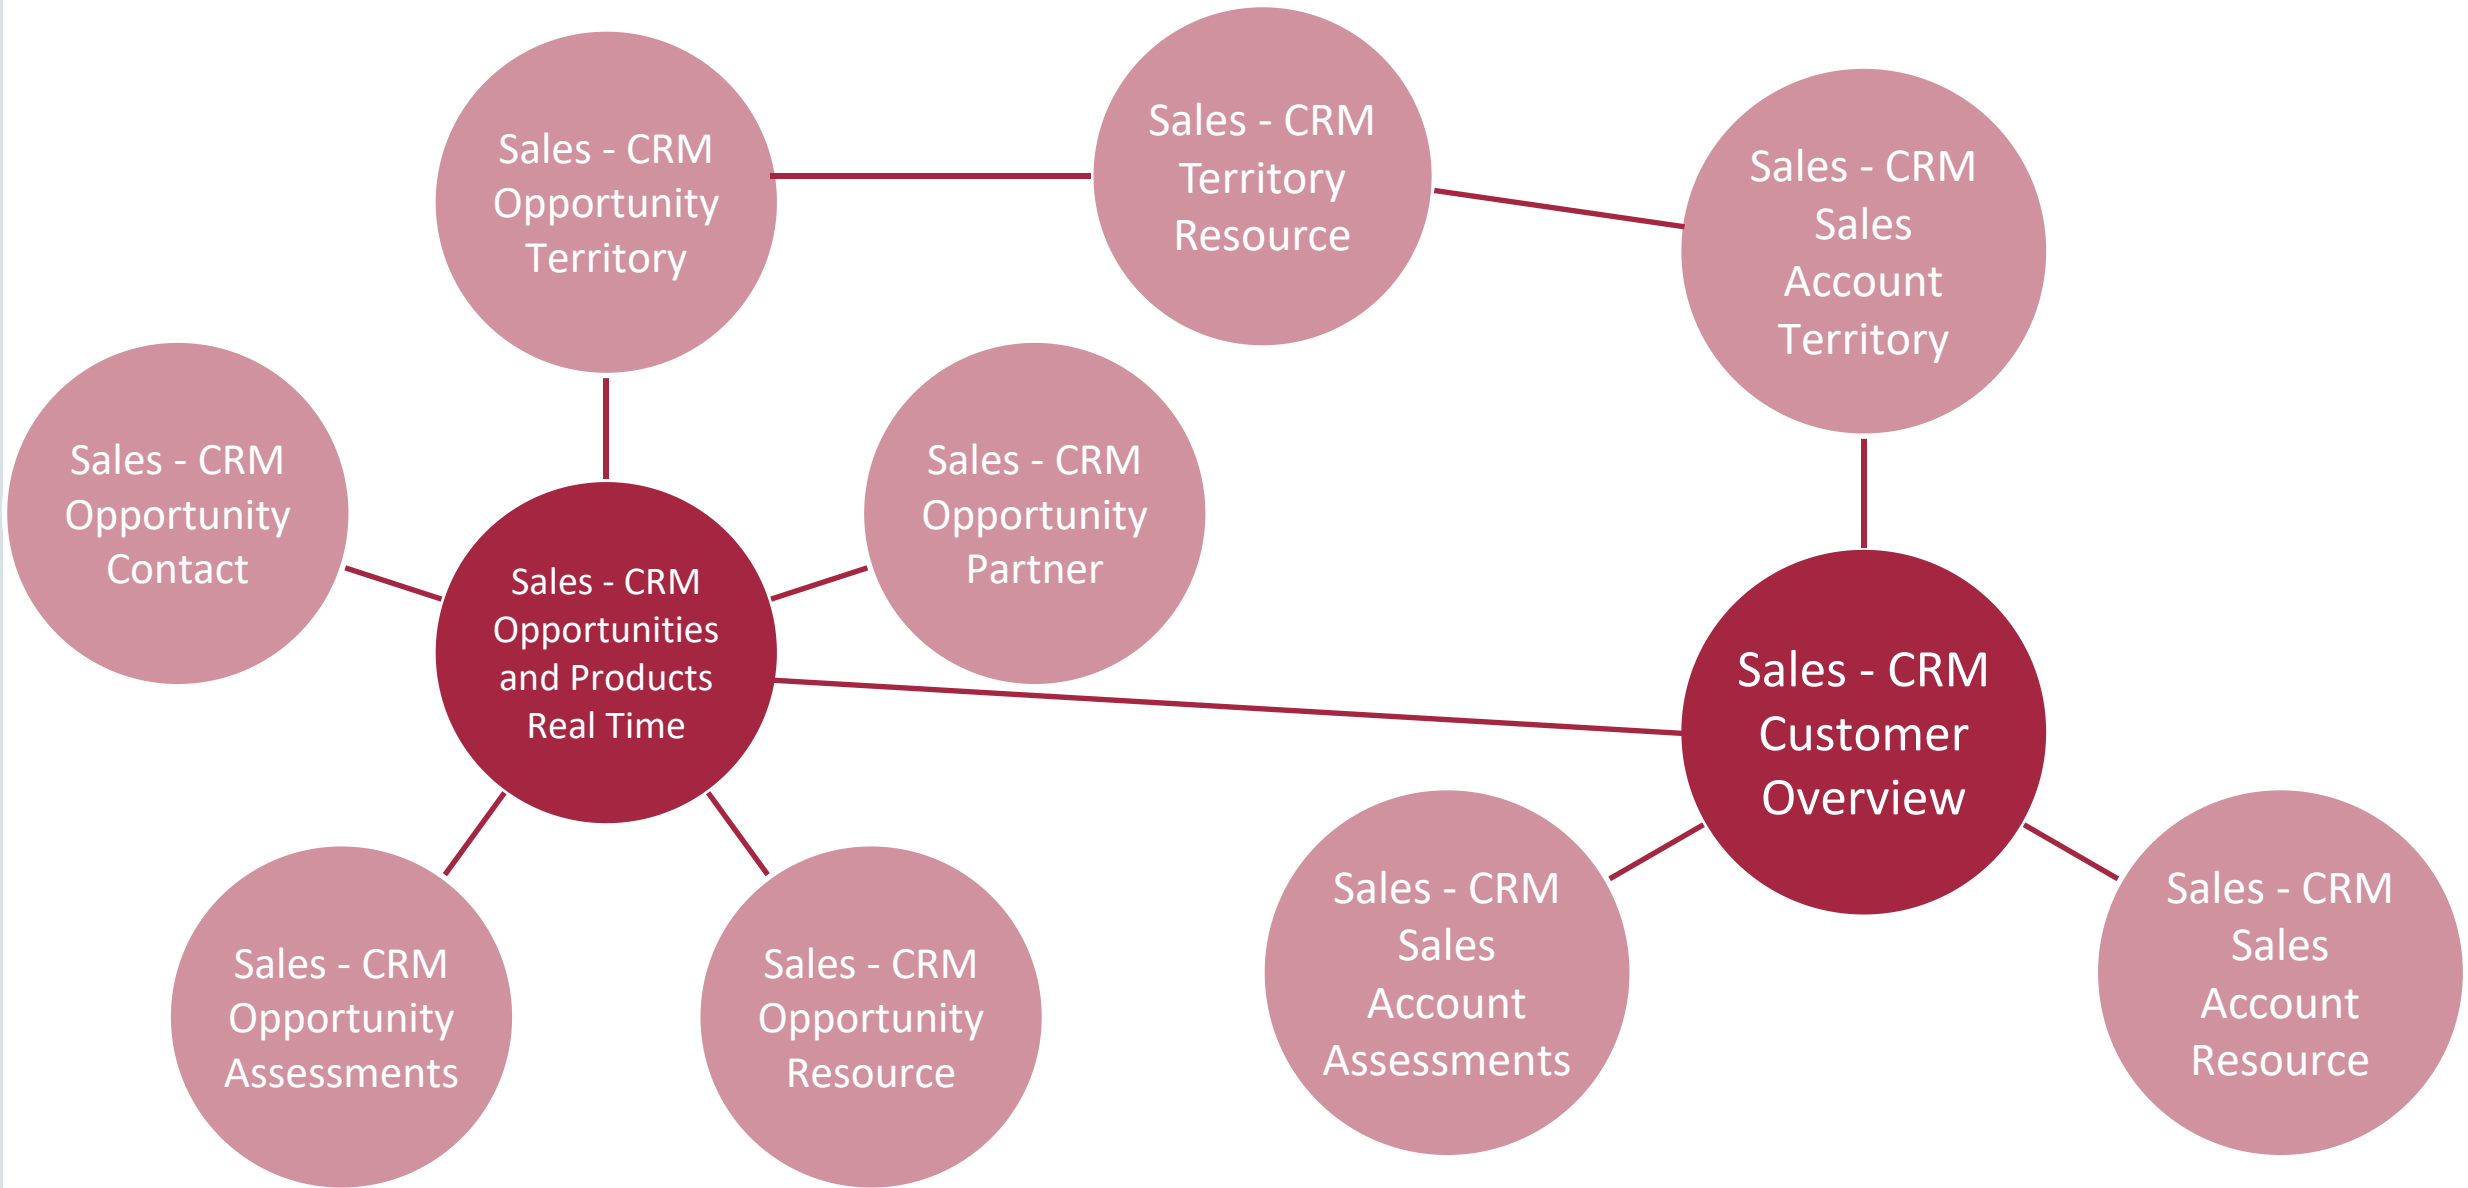 Sales - CRM
Opportunity
Territory
Sales - CRM
Territory
Resource
Sales - CRM
Sales
Account
Territory
Sales - CRM
Opportunity
Contact
Sales - CRM
Opportunities
and Products
Real Time
Sales - CRM
Opportunity
Partner
Sales - CRM
Customer
Overview
Sales - CRM
Opportunity
Assessments
Sales - CRM
Opportunity
Resource
Sales - CRM
Sales
Account
Assessments
Sales - CRM
Sales
Account
Resource